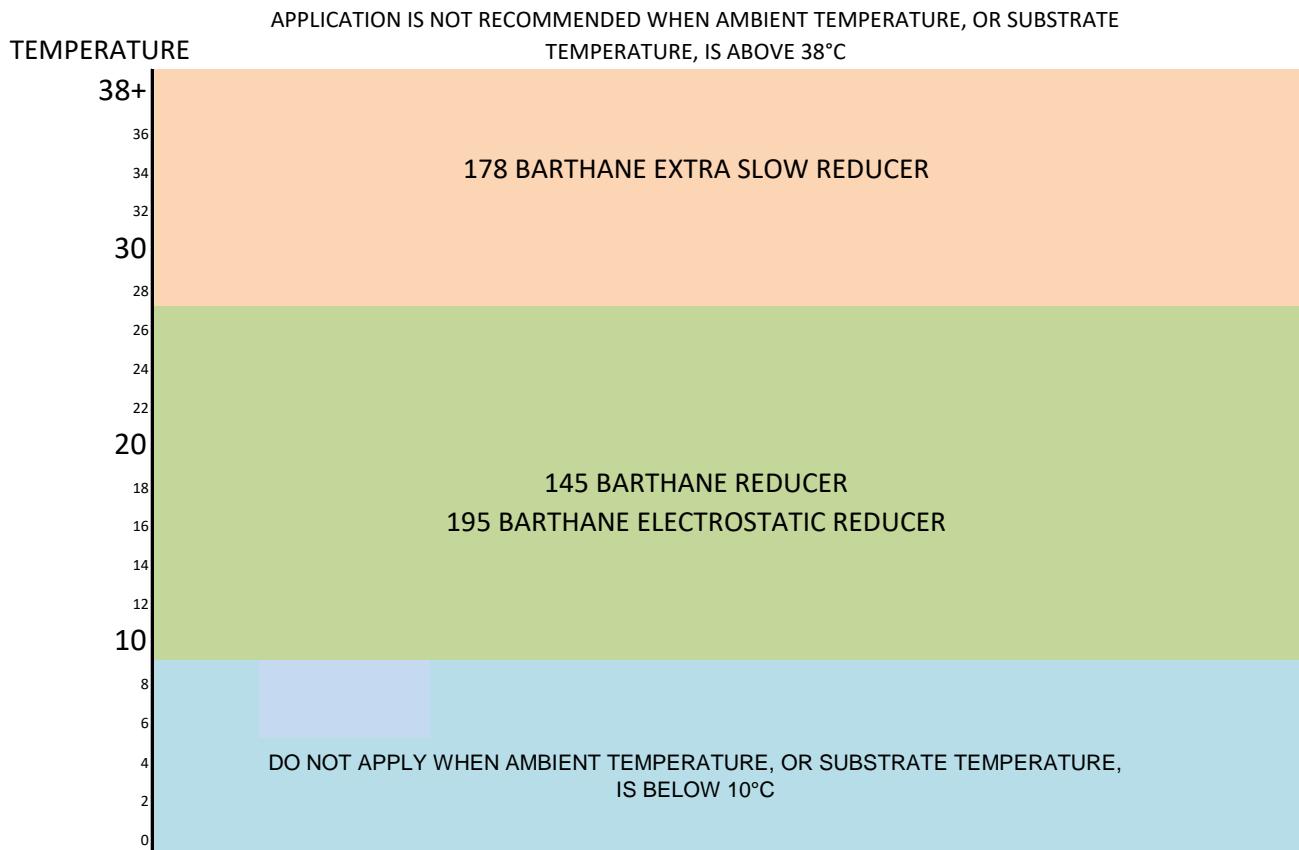 APPLICATION IS NOT RECOMMENDED WHEN AMBIENT TEMPERATURE, OR SUBSTRATE
TEMPERATURE, IS ABOVE 38°C
TEMPERATURE
38+
36
34
178 BARTHANE EXTRA SLOW REDUCER
32
30
28
26
24
22
20
18
145 BARTHANE REDUCER
16
195 BARTHANE ELECTROSTATIC REDUCER
14
12
10
8
6
4
DO NOT APPLY WHEN AMBIENT TEMPERATURE, OR SUBSTRATE TEMPERATURE,
IS BELOW 10°C
2
0